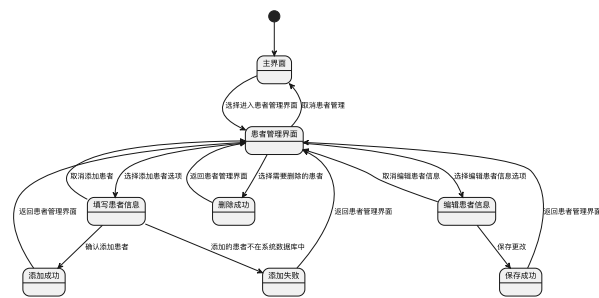 主界面
选择进入患者管理界面
取消患者管理
患者管理界面
取消添加患者
选择添加患者选项
返回患者管理界面
选择需要删除的患者
取消编辑患者信息
选择编辑患者信息选项
填写患者信息
删除成功
编辑患者信息
返回患者管理界面
返回患者管理界面
返回患者管理界面
确认添加患者
添加的患者不在系统数据库中
保存更改
添加成功
添加失败
保存成功